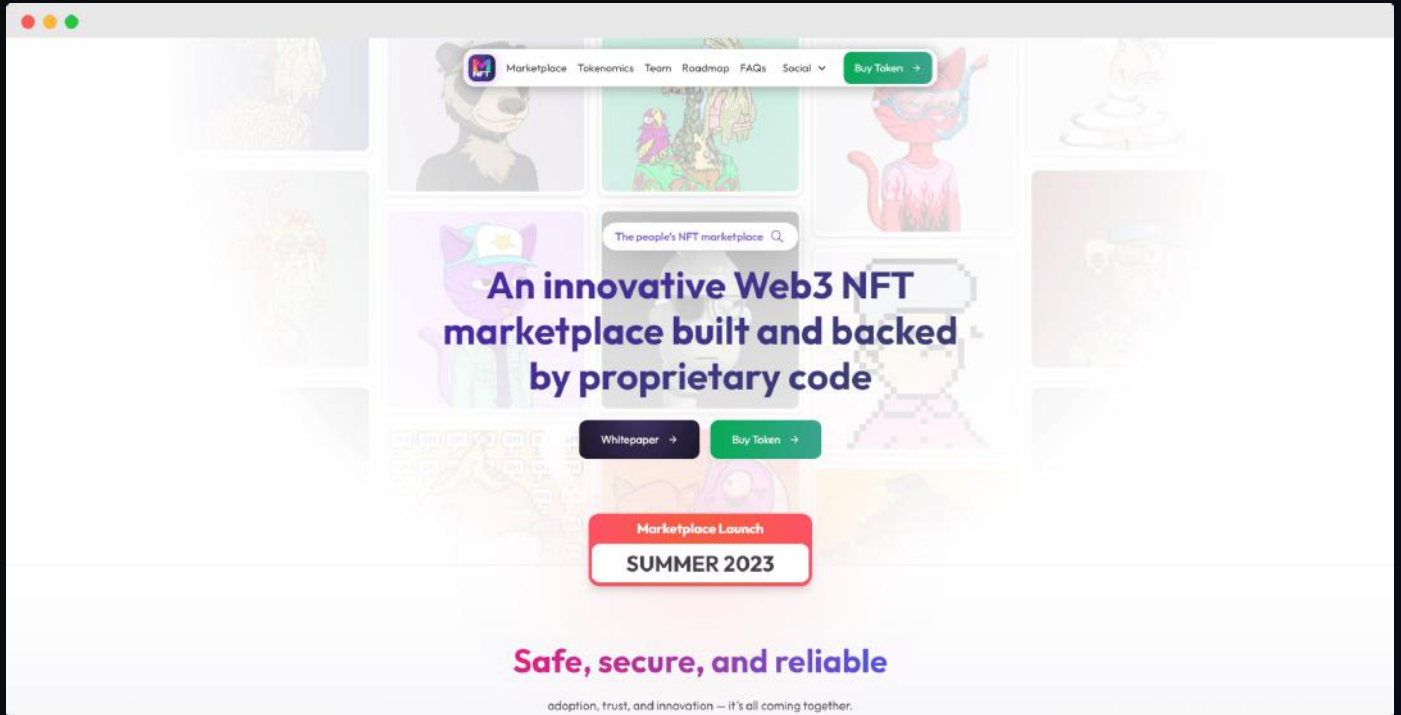 M
NFT
Marketplace Tokenomics Team Roadmap FAQs Social Buy Token →
The people's NFT marketplace
An innovative Web3 NFT
marketplace built and backed
by proprietary code
Whitepaper → Buy Token →
Marketplace Launch
SUMMER 2023
Safe, secure, and reliable
adoption, trust, and innovation — it's all coming together.